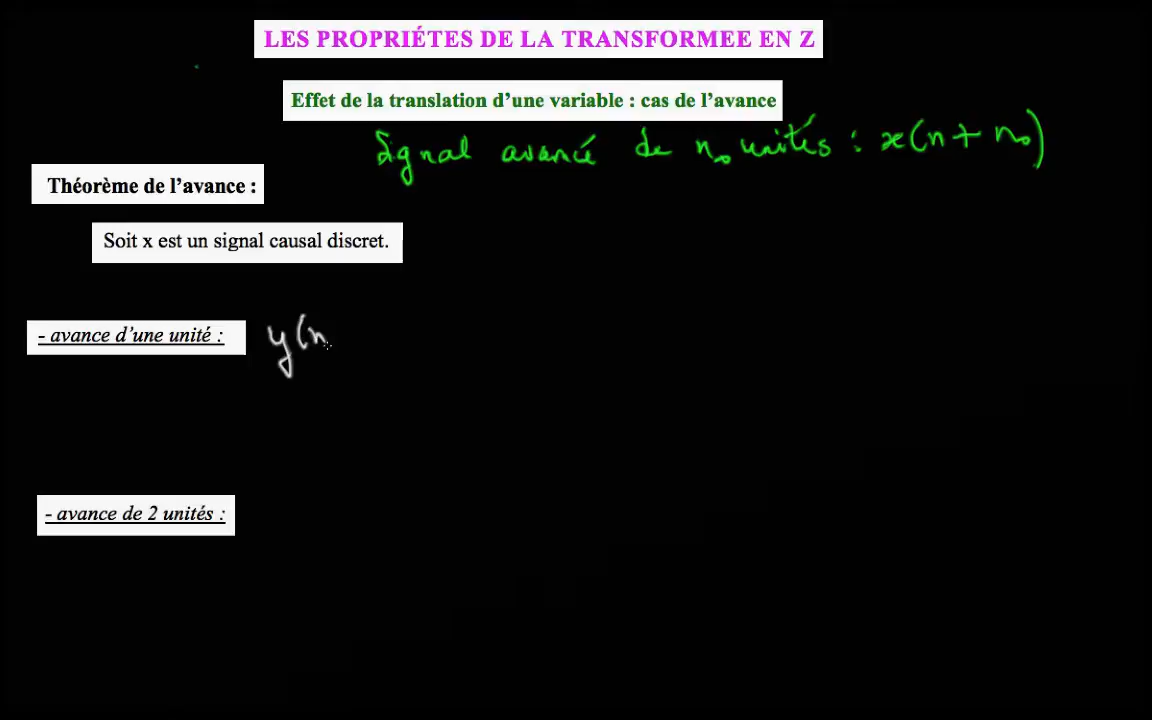 LES PROPRIÉTES DE LA TRANSFORMEE EN Z
Effet de la translation d'une variable : cas de l'avance
Signal avancé de n₀ unités : x(n + n₀)
Théorème de l'avance :
Soit x est un signal causal discret.
- avance d'une unité : y(n
- avance de 2 unités :